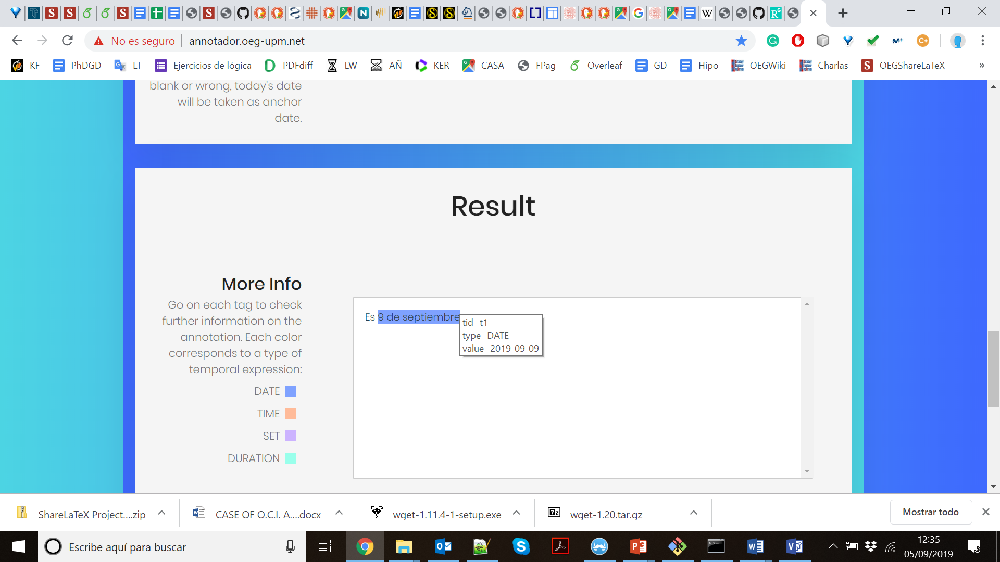 No es seguro annotador.oeg-upm.net
KF PhDGD LT Ejercicios de lógica PDFdiff LW AÑ KER CASA FPag Overleaf GD Hipo OEGWiki Charlas OEGShareLaTeX »
blank or wrong, today's date
will be taken as anchor
date.
Result
More Info
Go on each tag to check
further information on the
annotation. Each color
corresponds to a type of
temporal expression:
DATE
TIME
SET
DURATION
Es 9 de septiembre
tid=t1
type=DATE
value=2019-09-09
ShareLaTeX Project....zip
CASE OF O.C.I. A....docx
wget-1.11.4-1-setup.exe
wget-1.20.tar.gz
Mostrar todo
Escribe aquí para buscar
12:35
05/09/2019